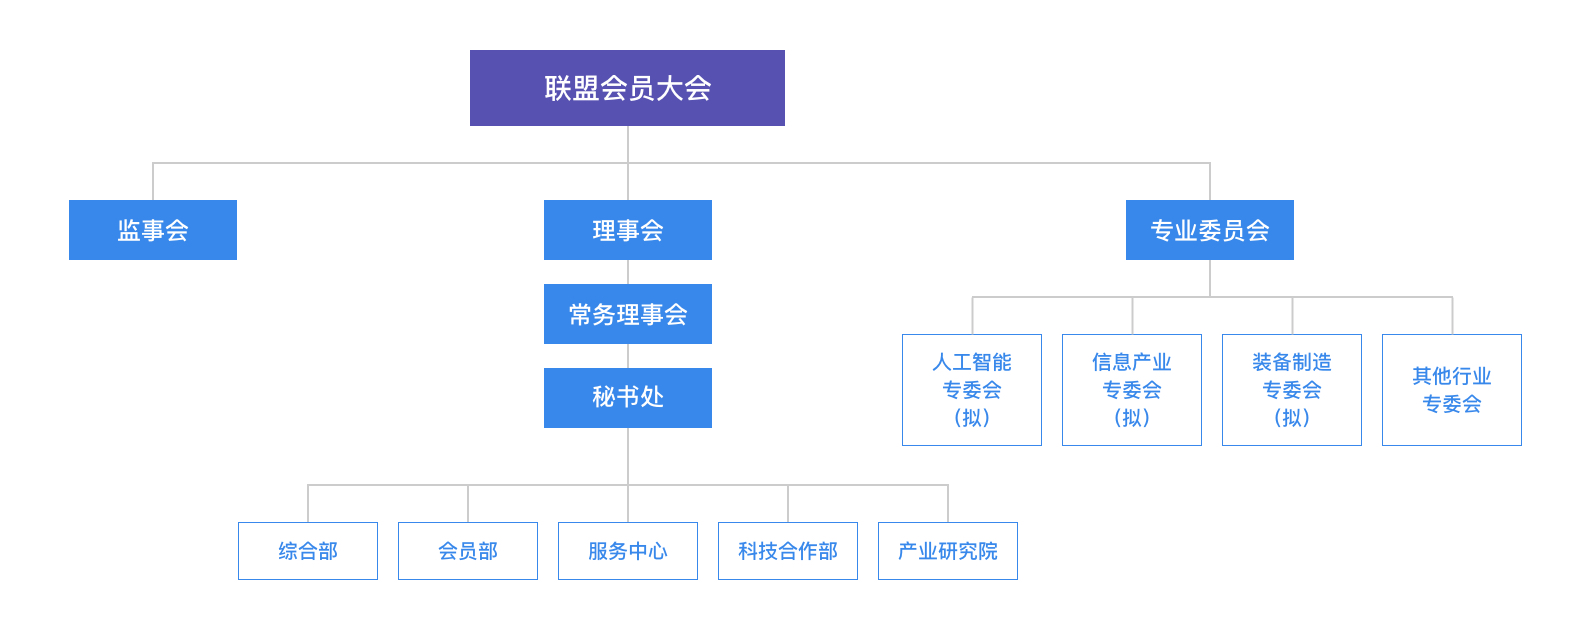 联盟会员大会
监事会
理事会
专业委员会
常务理事会
秘书处
人工智能
专委会
(拟)
信息产业
专委会
(拟)
装备制造
专委会
(拟)
其他行业
专委会
综合部
会员部
服务中心
科技合作部
产业研究院